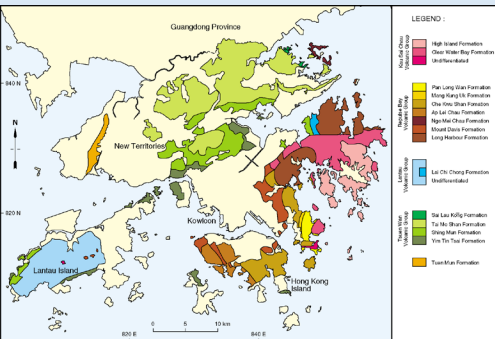 Guangdong Province
840 N
New Territories
820 N
Kowloon
Lantau Island
Hong Kong
Island
N
S
0 5 10 km
820 E
840 E
LEGEND :
Kau Sai Chau
Volcanic Group
High Island Formation
Clear Water Bay Formation
Undifferentiated
Repulse Bay
Volcanic Group
Pan Long Wan Formation
Mang Kung Uk Formation
Che Kwu Shan Formation
Ap Lei Chau Formation
Ngo Mei Chau Formation
Mount Davis Formation
Long Harbour Formation
Lantau
Volcanic Group
Lai Chi Chong Formation
Undifferentiated
Tsuen Wan
Volcanic Group
Sai Lau Kong Formation
Tai Mo Shan Formation
Shing Mun Formation
Yim Tin Tsai Formation
Tuen Mun Formation